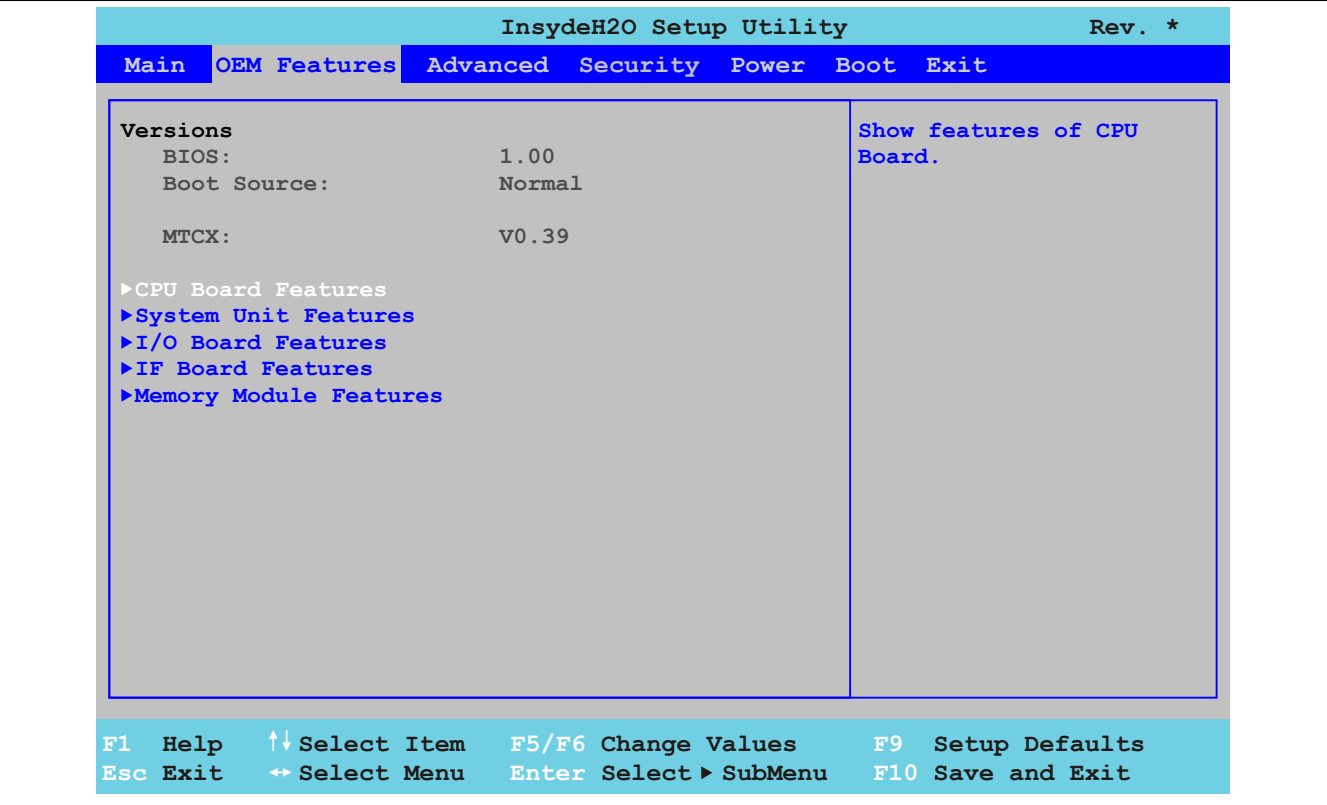 InsydeH2O Setup Utility Rev. *
Main OEM Features Advanced Security Power Boot Exit
Versions
BIOS: 1.00
Boot Source: Normal
MTCX: V0.39
▶CPU Board Features
▶System Unit Features
▶I/O Board Features
▶IF Board Features
▶Memory Module Features
Show features of CPU
Board.
F1 Help ↑↓ Select Item F5/F6 Change Values F9 Setup Defaults
Esc Exit ↔ Select Menu Enter Select ▶ SubMenu F10 Save and Exit